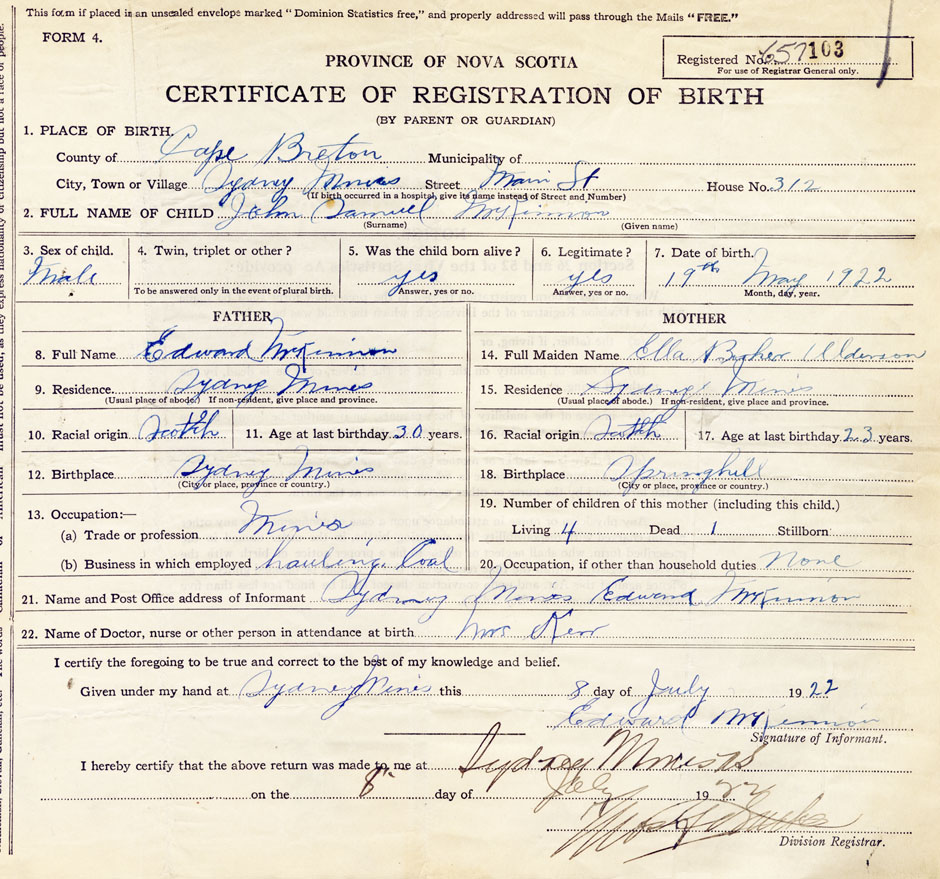 This form if placed in an unsealed envelope marked “Dominion Statistics free,” and properly addressed will pass through the Mails “FREE.”
FORM 4.
Registered No. 657103
For use of Registrar General only.
PROVINCE OF NOVA SCOTIA
CERTIFICATE OF REGISTRATION OF BIRTH
(BY PARENT OR GUARDIAN)
1. PLACE OF BIRTH.
County of Cape Breton Municipality of
City, Town or Village Sydney Mines Street Main St House No. 312
(If birth occurred in a hospital, give its name instead of Street and Number)
2. FULL NAME OF CHILD John Samuel McKinnon
(Surname) (Given name)
3. Sex of child. 4. Twin, triplet or other? 5. Was the child born alive? 6. Legitimate? 7. Date of birth.
Male yes yes 19th May 1922
To be answered only in the event of plural birth. Answer, yes or no. Answer, yes or no. Month, day, year.
FATHER
8. Full Name Edward McKinnon
9. Residence Sydney Mines
(Usual place of abode.) If non-resident, give place and province.
10. Racial origin Scotch 11. Age at last birthday 30 years.
12. Birthplace Sydney Mines
(City or place, province or country.)
13. Occupation:—
(a) Trade or profession Miner
(b) Business in which employed hauling Coal
MOTHER
14. Full Maiden Name Ella
15. Residence Sydney Mines
(Usual place of abode.) If non-resident, give place and province.
16. Racial origin 17. Age at last birthday 23 years.
18. Birthplace Springhill
(City or place, province or country.)
19. Number of children of this mother (including this child.)
Living 4 Dead 1 Stillborn
20. Occupation, if other than household duties None
21. Name and Post Office address of Informant Sydney Mines Edward McKinnon
22. Name of Doctor, nurse or other person in attendance at birth Mrs Kerr
I certify the foregoing to be true and correct to the best of my knowledge and belief.
Given under my hand at Sydney Mines this 8 day of July 1922
Edward McKinnon
Signature of Informant.
I hereby certify that the above return was made to me at Sydney Mines
on the 8 day of July 1922
Division Registrar.